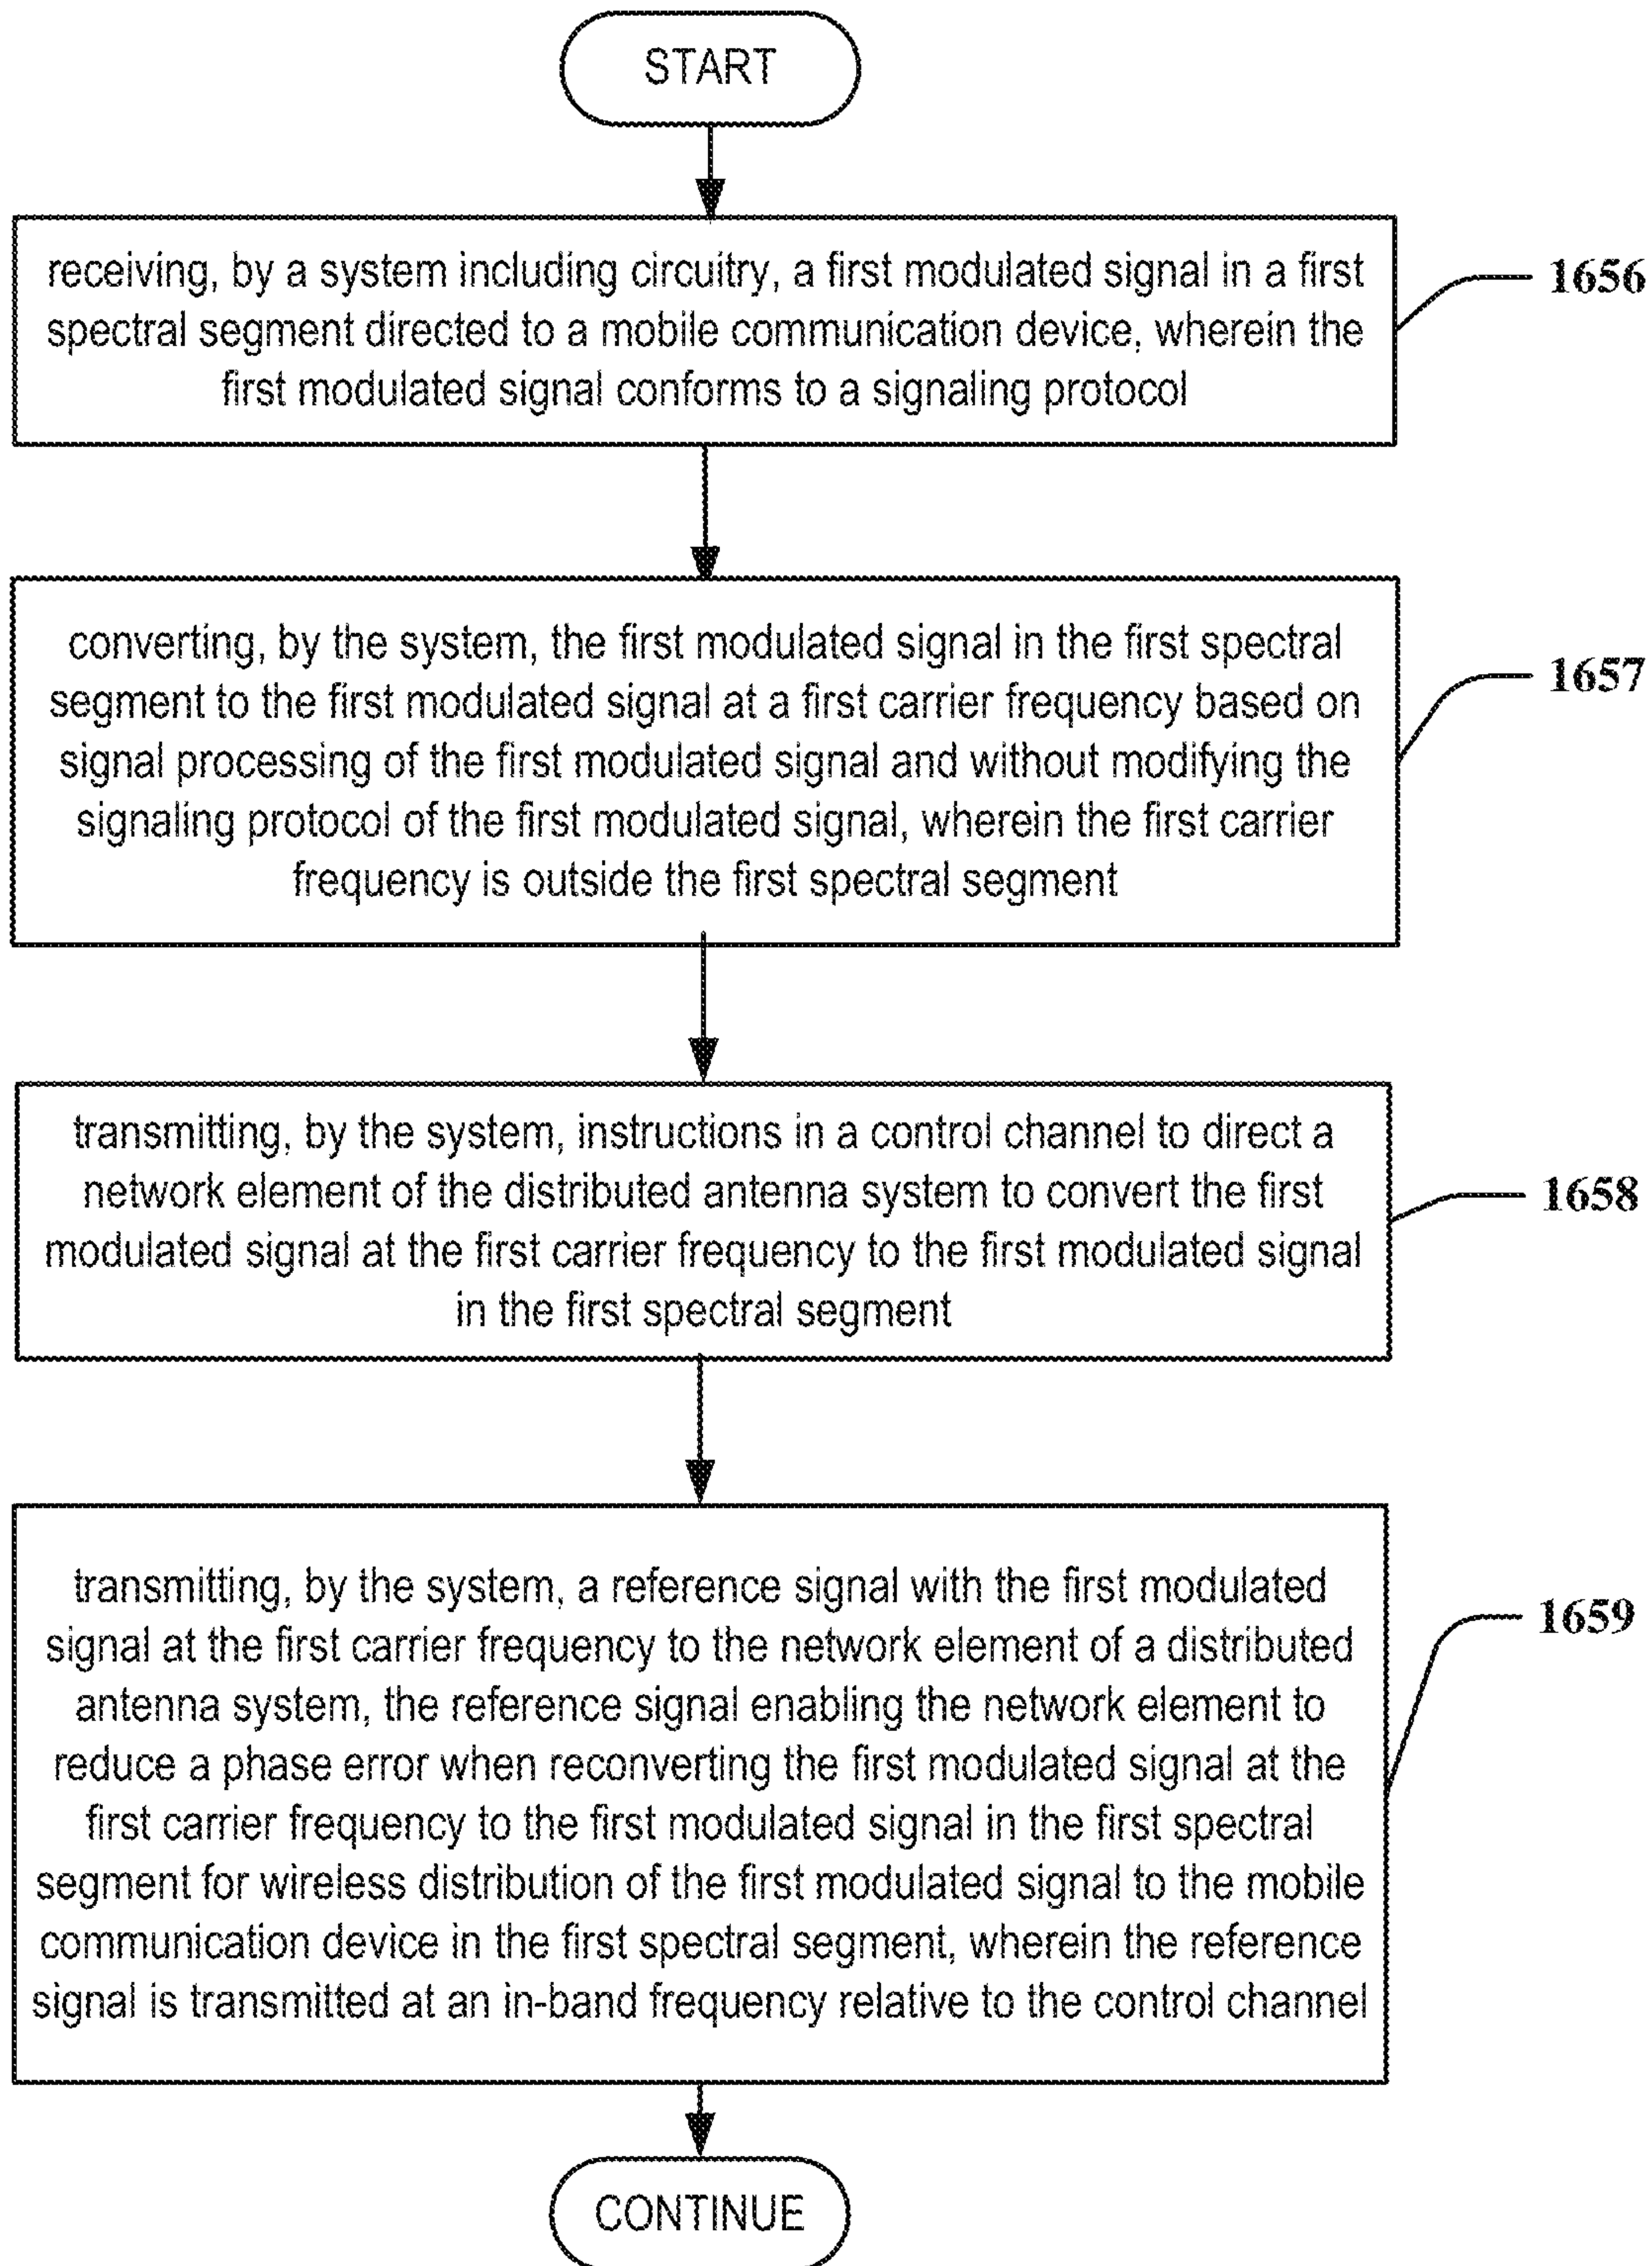 START
receiving, by a system including circuitry, a first modulated signal in a first
spectral segment directed to a mobile communication device, wherein the
first modulated signal conforms to a signaling protocol
1656
converting, by the system, the first modulated signal in the first spectral
segment to the first modulated signal at a first carrier frequency based on
signal processing of the first modulated signal and without modifying the
signaling protocol of the first modulated signal, wherein the first carrier
frequency is outside the first spectral segment
1657
transmitting, by the system, instructions in a control channel to direct a
network element of the distributed antenna system to convert the first
modulated signal at the first carrier frequency to the first modulated signal
in the first spectral segment
1658
transmitting, by the system, a reference signal with the first modulated
signal at the first carrier frequency to the network element of a distributed
antenna system, the reference signal enabling the network element to
reduce a phase error when reconverting the first modulated signal at the
first carrier frequency to the first modulated signal in the first spectral
segment for wireless distribution of the first modulated signal to the mobile
communication device in the first spectral segment, wherein the reference
signal is transmitted at an in-band frequency relative to the control channel
1659
CONTINUE